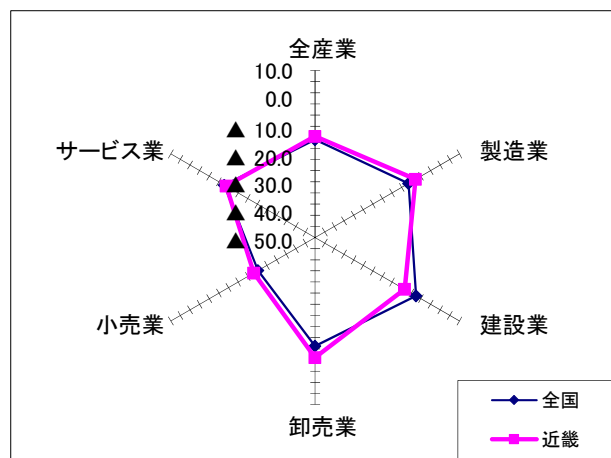 全産業
10.0
0.0
▲ 10.0
▲ 20.0
▲ 30.0
▲ 40.0
▲ 50.0
サービス業
製造業
小売業
建設業
卸売業
全国
近畿